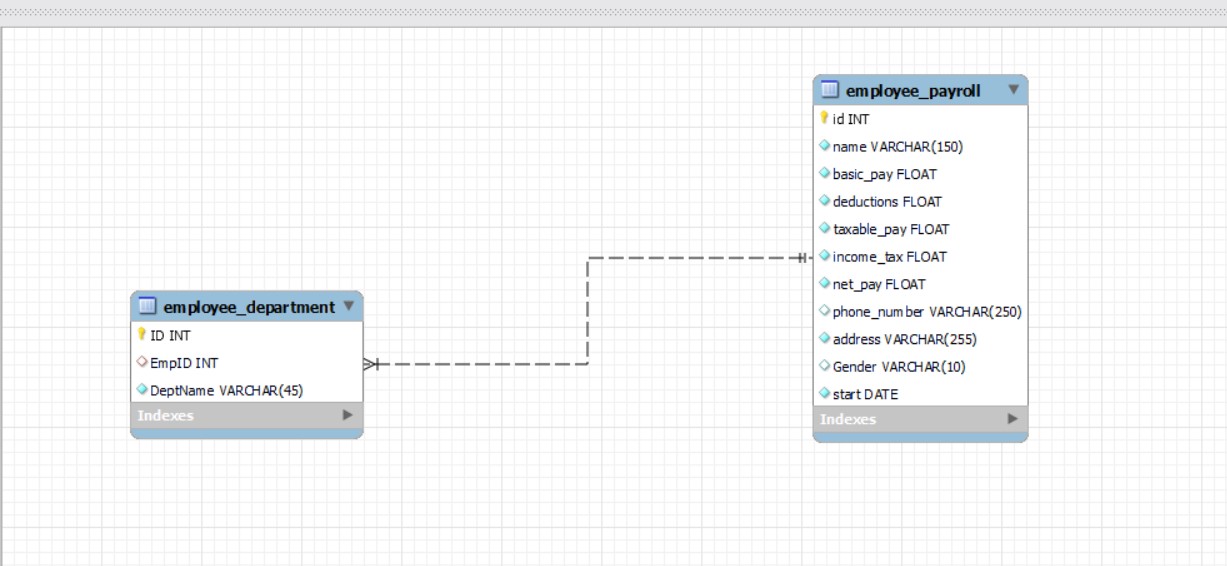 employee_payroll
id INT
name VARCHAR(150)
basic_pay FLOAT
deductions FLOAT
taxable_pay FLOAT
income_tax FLOAT
net_pay FLOAT
phone_number VARCHAR(250)
address VARCHAR(255)
Gender VARCHAR(10)
start DATE
Indexes
employee_department
ID INT
EmpID INT
DeptName VARCHAR(45)
Indexes